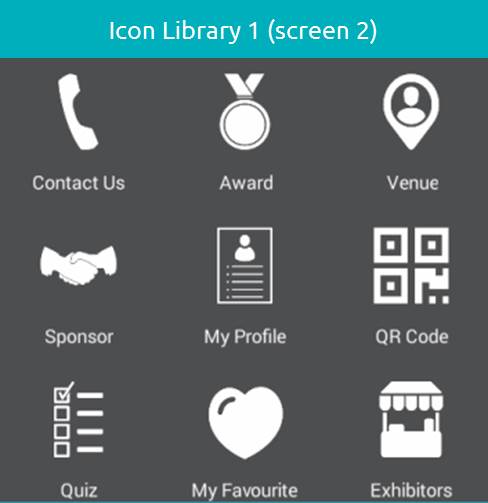 Icon Library 1 (screen 2)
Contact Us
Award
Venue
Sponsor
My Profile
QR Code
Quiz
My Favourite
Exhibitors